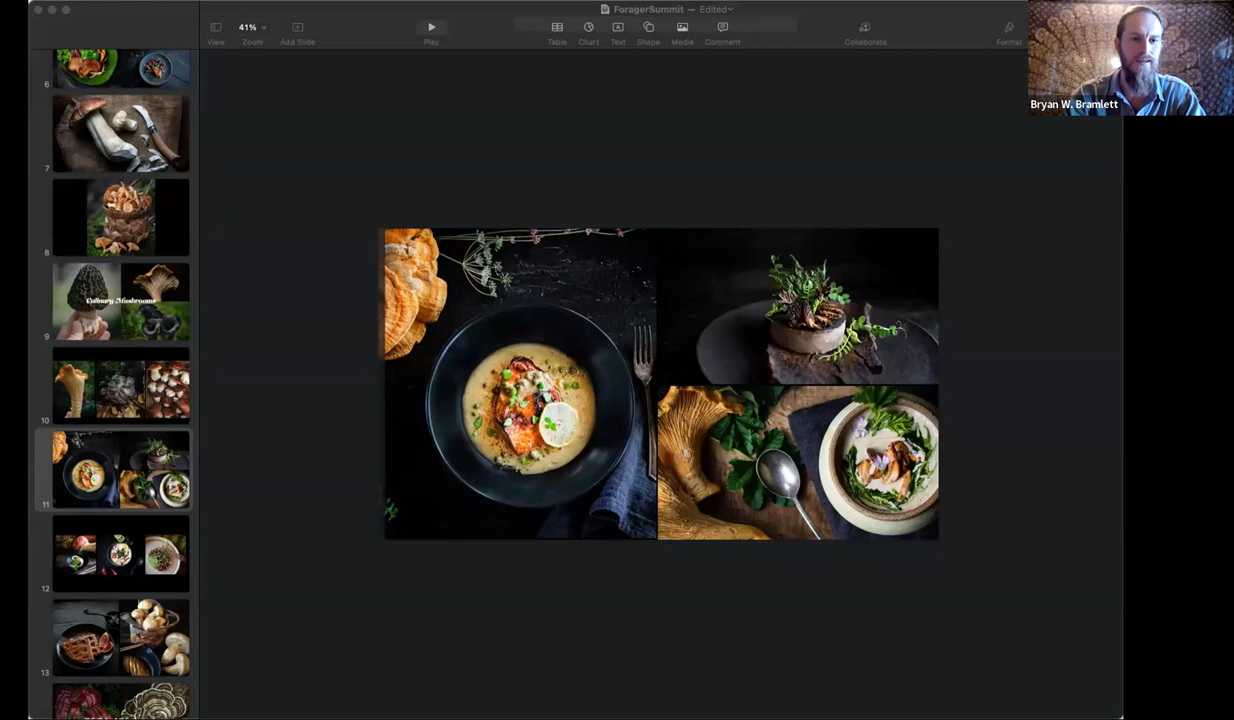 ForagerSummit — Edited
41%
View
Zoom
Add Slide
Play
Table
Chart
Text
Shape
Media
Comment
Collaborate
Format
Bryan W. Bramlett
6
7
8
Culinary Mushrooms
9
10
11
12
13